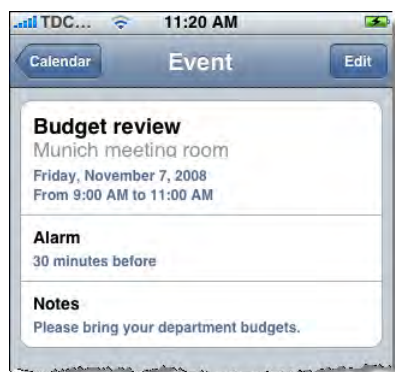 TDC... 11:20 AM
Calendar Event Edit
Budget review
Munich meeting room
Friday, November 7, 2008
From 9:00 AM to 11:00 AM
Alarm
30 minutes before
Notes
Please bring your department budgets.